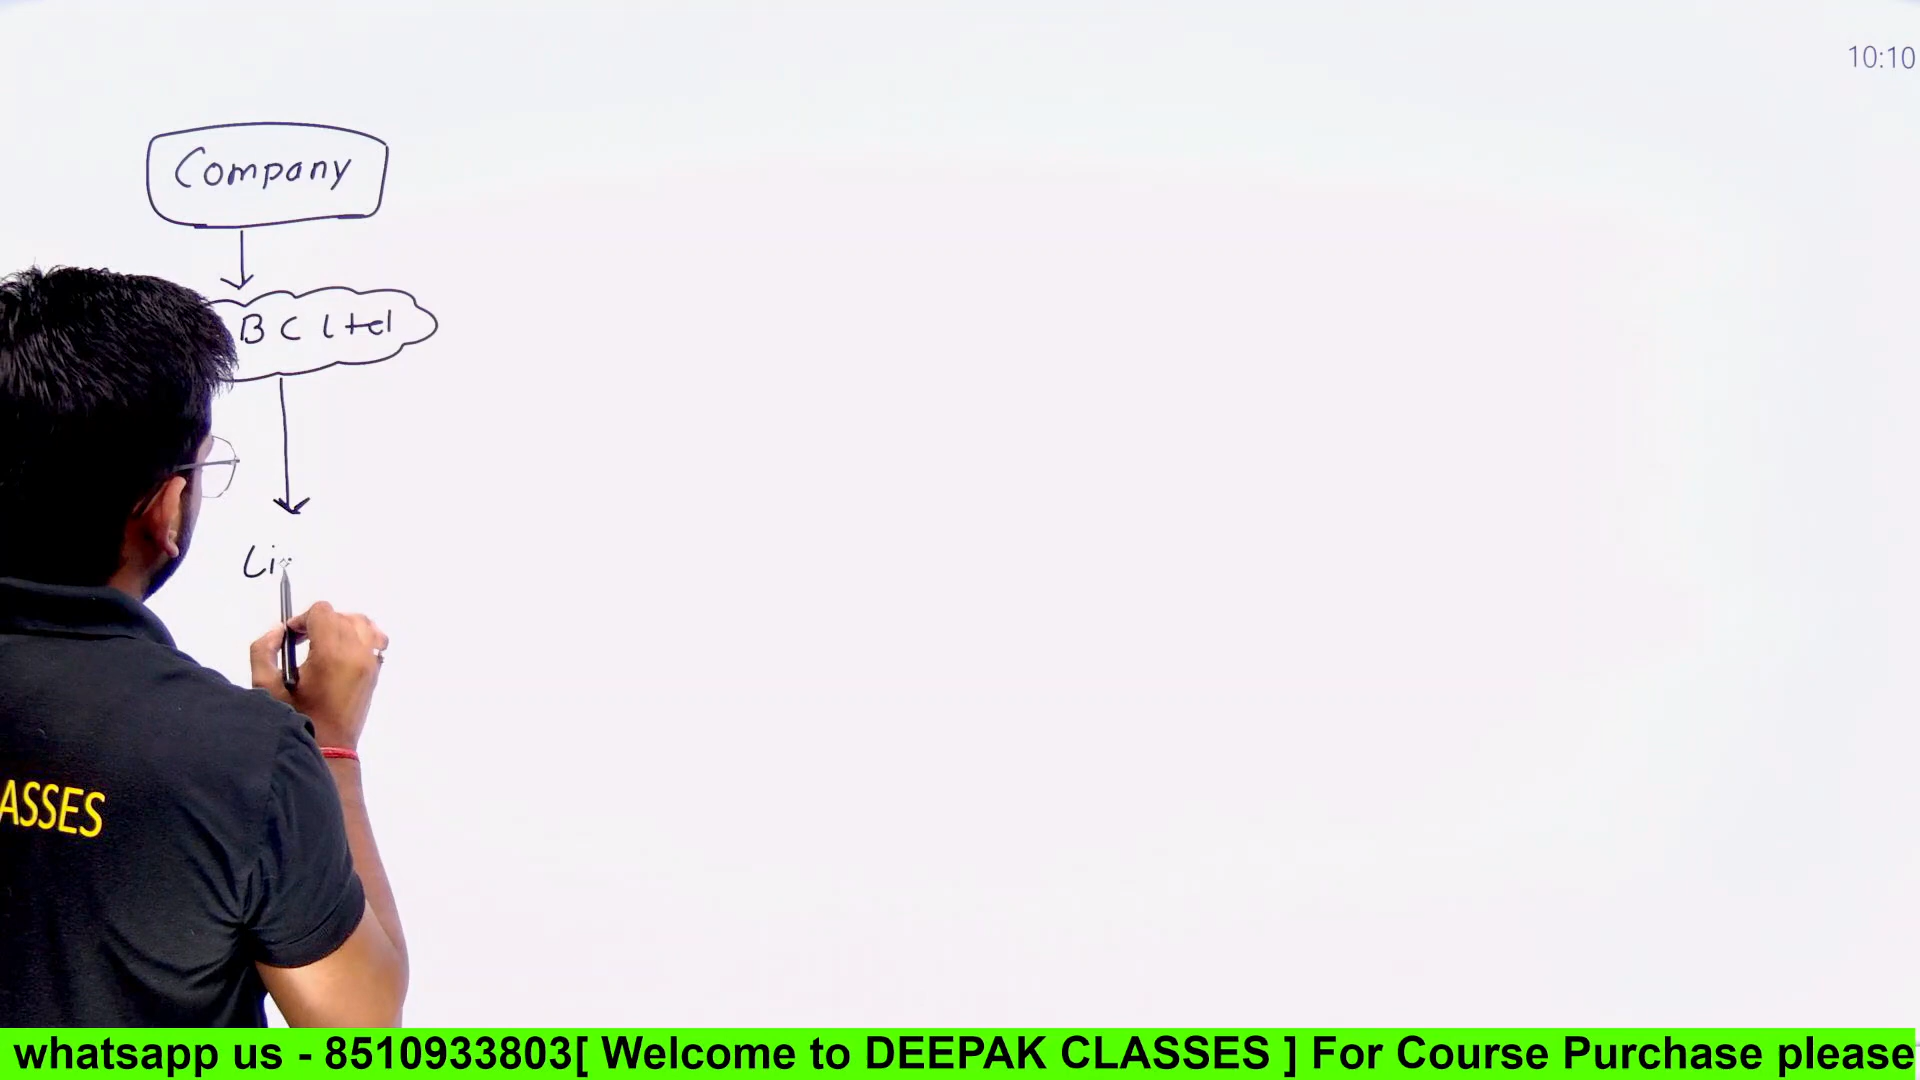 10:10
Company
B C Ltd
Li
ASSES
whatsapp us - 8510933803[ Welcome to DEEPAK CLASSES ] For Course Purchase please